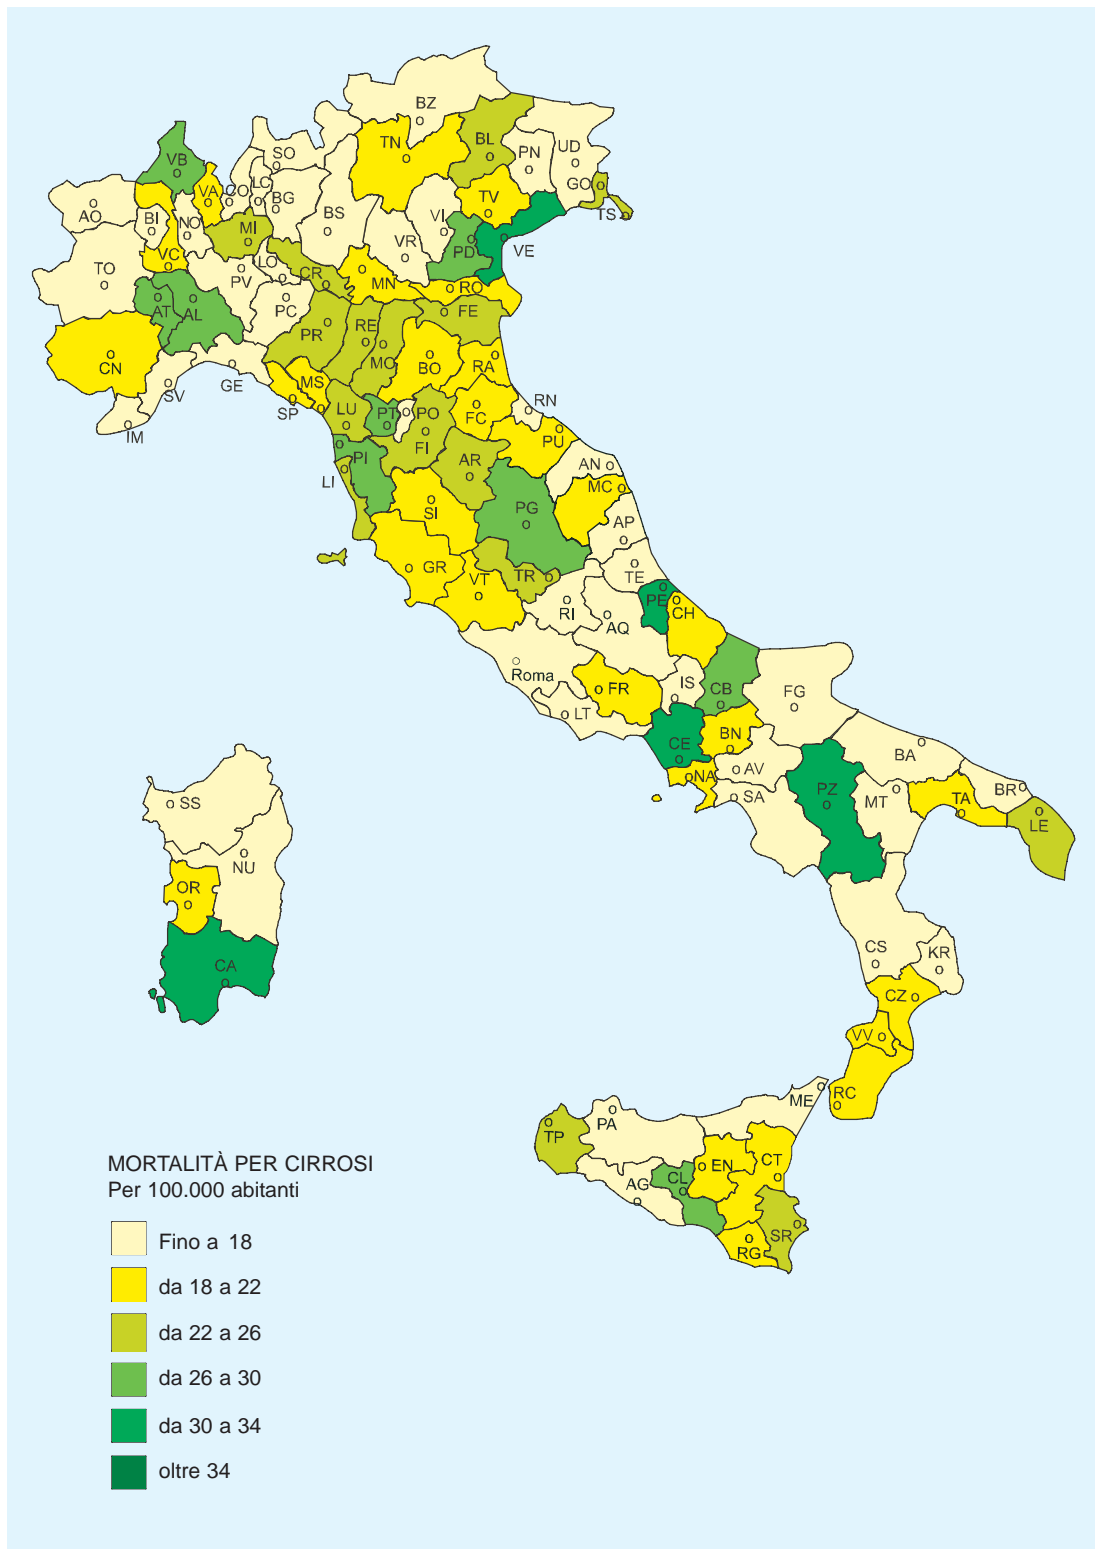 BZ
TN
BL
PN
UD
GO
TS
VB
SO
AO
BI
NO
VA
CO
LC
BG
BS
VI
TV
VE
PD
VR
TO
VC
MI
LO
PV
CR
MN
RO
AT
AL
PC
PR
RE
MO
FE
CN
SV
GE
IM
SP
MS
BO
RA
LU
PT
PO
FI
FC
RN
PU
LI
PI
AR
AN
MC
SI
PG
AP
GR
VT
TR
TE
PE
CH
RI
AQ
Roma
FR
LT
IS
CB
FG
CE
BN
NA
AV
SA
BA
PZ
MT
TA
BR
LE
SS
NU
OR
CA
CS
KR
CZ
VV
RC
ME
PA
TP
AG
CL
EN
CT
SR
RG
MORTALITÀ PER CIRROSI
Per 100.000 abitanti
Fino a 18
da 18 a 22
da 22 a 26
da 26 a 30
da 30 a 34
oltre 34